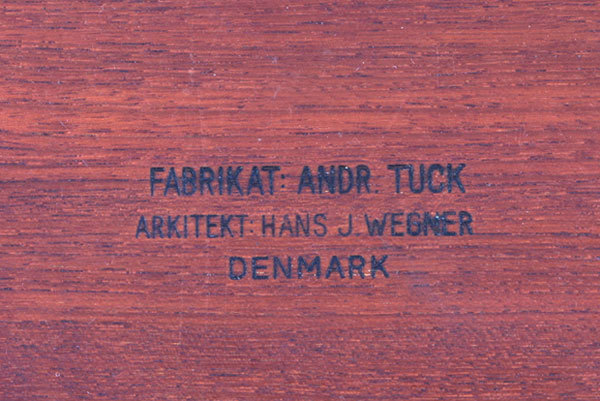 FABRIKAT: ANDR. TUCK
ARKITEKT: HANS J WEGNER
DENMARK